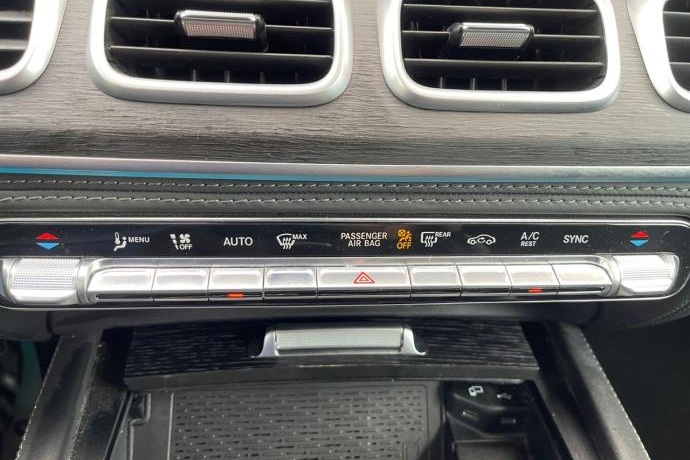 MENU
OFF
AUTO
MAX
PASSENGER
AIR BAG
OFF
REAR
A/C
REST
SYNC